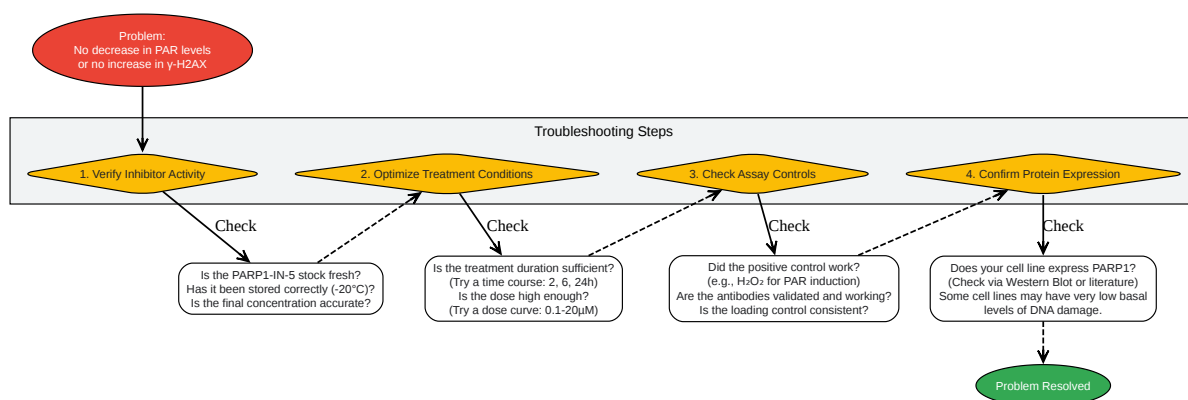 Problem:
No decrease in PAR levels
or no increase in γ-H2AX
Troubleshooting Steps
1. Verify Inhibitor Activity
2. Optimize Treatment Conditions
3. Check Assay Controls
4. Confirm Protein Expression
Check
Check
Check
Check
Is the PARP1-IN-5 stock fresh?
Has it been stored correctly (-20°C)?
Is the final concentration accurate?
Is the treatment duration sufficient?
(Try a time course: 2, 6, 24h)
Is the dose high enough?
(Try a dose curve: 0.1-20μM)
Did the positive control work?
(e.g., H₂O₂ for PAR induction)
Are the antibodies validated and working?
Is the loading control consistent?
Does your cell line express PARP1?
(Check via Western Blot or literature)
Some cell lines may have very low basal
levels of DNA damage.
Problem Resolved